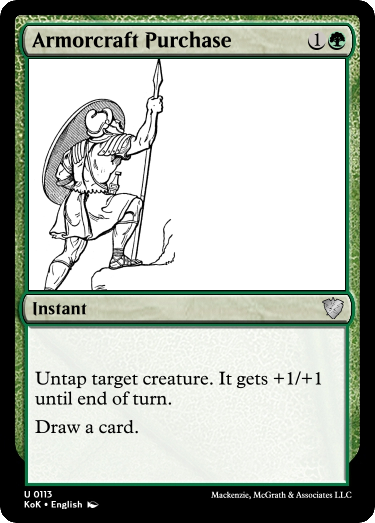 Armorcraft Purchase 1
Instant
Untap target creature. It gets +1/+1
until end of turn.
Draw a card.
U 0113
KoK • English
Mackenzie, McGrath & Associates LLC